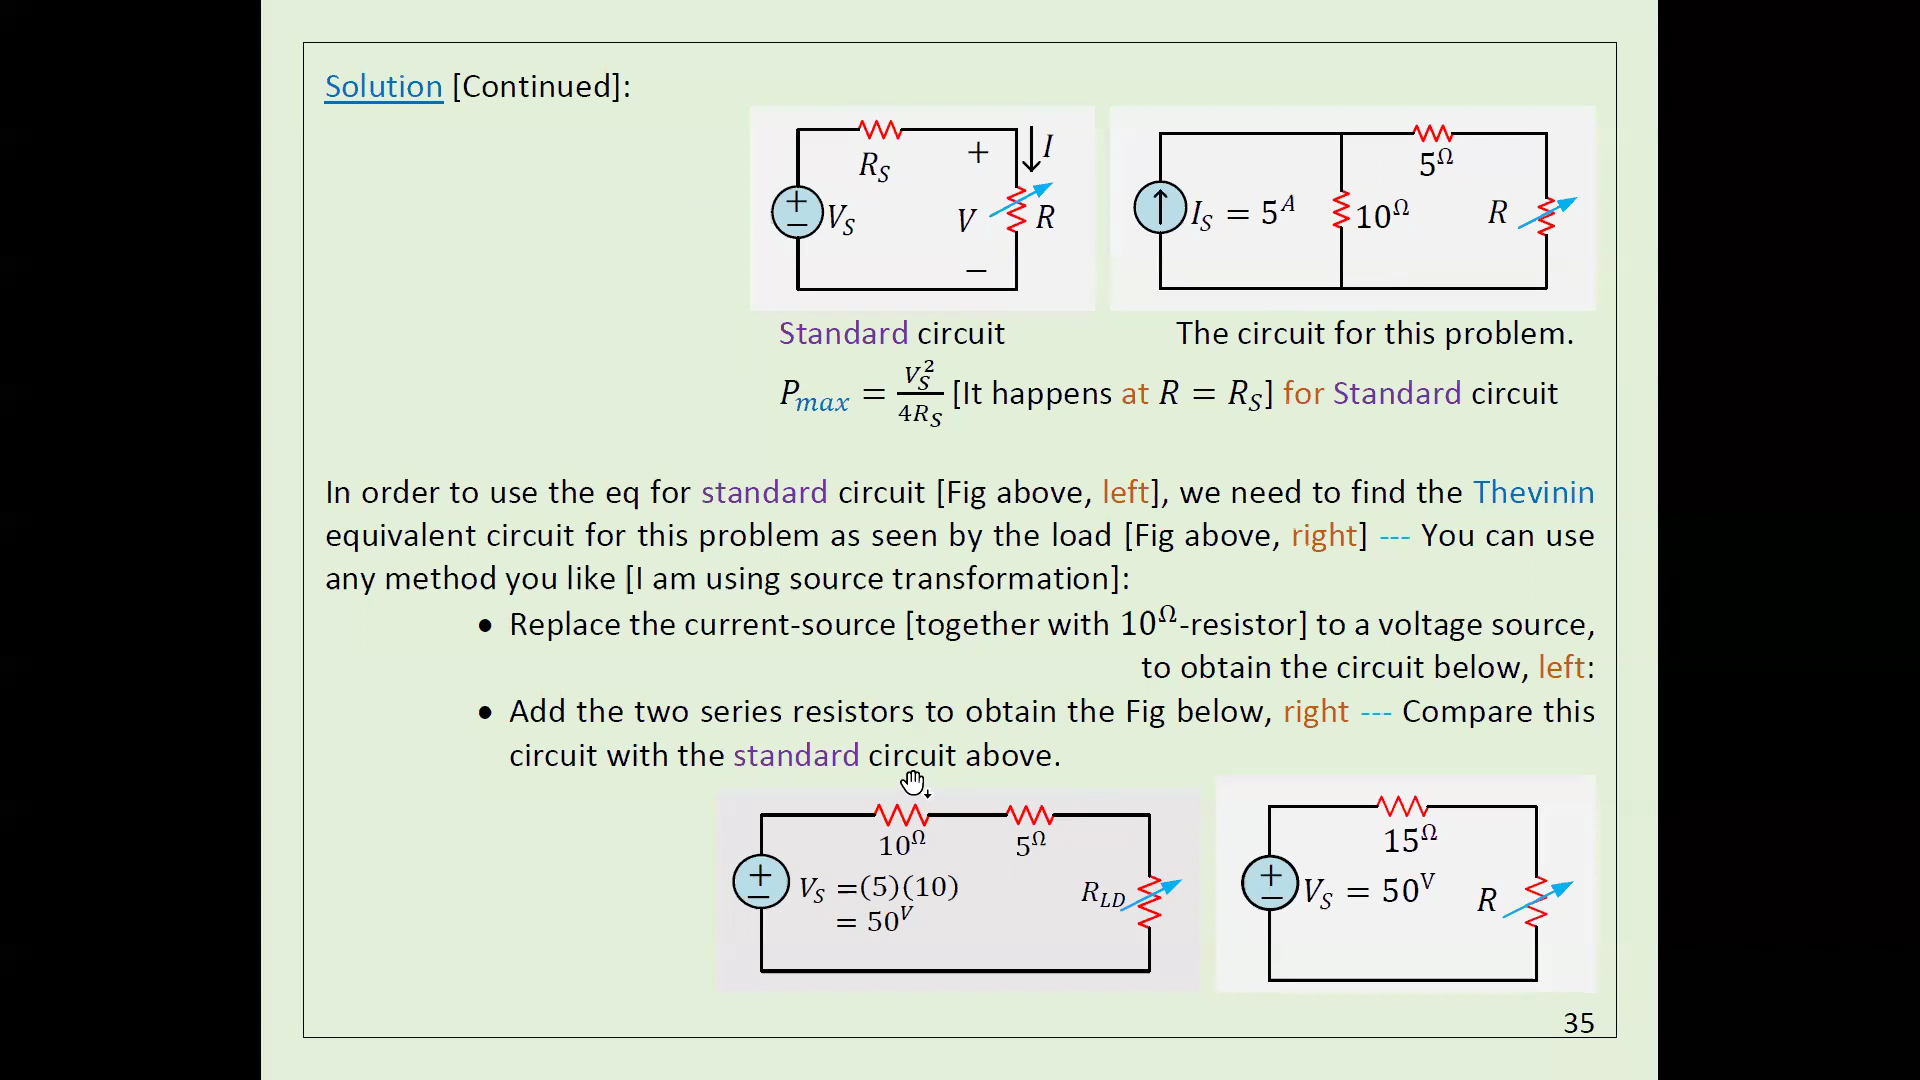 Solution [Continued]:
R_S + I
V_S V R
−
5^Ω
I_S = 5^A 10^Ω R
Standard circuit The circuit for this problem.
P_max = V_S^2 / 4R_S [It happens at R = R_S] for Standard circuit
In order to use the eq for standard circuit [Fig above, left], we need to find the Thevinin
equivalent circuit for this problem as seen by the load [Fig above, right] --- You can use
any method you like [I am using source transformation]:
• Replace the current-source [together with 10^Ω-resistor] to a voltage source,
to obtain the circuit below, left:
• Add the two series resistors to obtain the Fig below, right --- Compare this
circuit with the standard circuit above.
10^Ω 5^Ω
V_S =(5)(10) R_LD
= 50^V
15^Ω
V_S = 50^V R
35